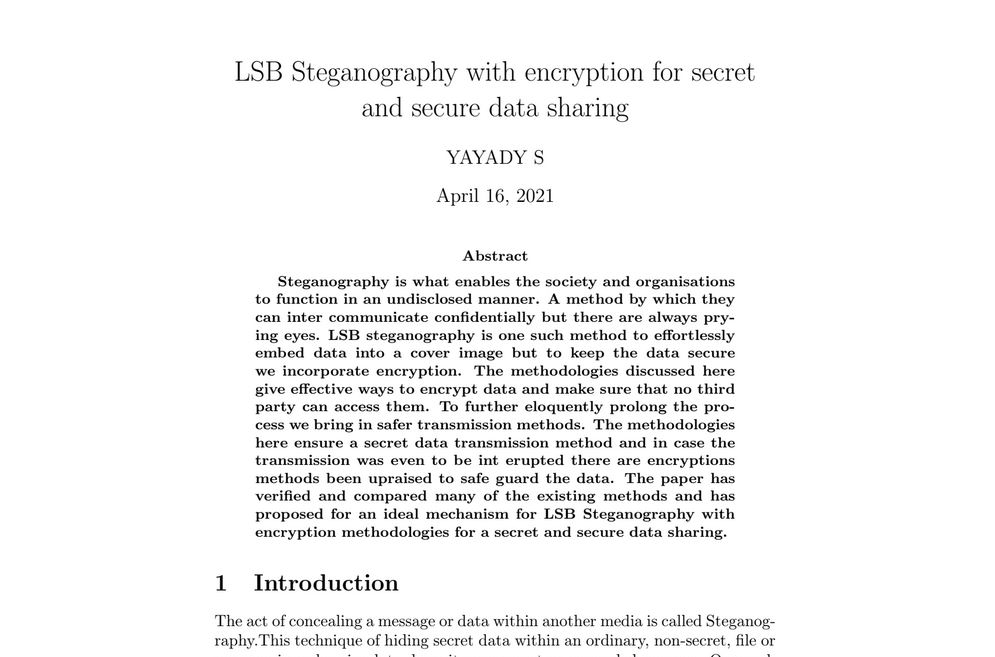 LSB Steganography with encryption for secret
and secure data sharing
YAYADY S
April 16, 2021
Abstract
Steganography is what enables the society and organisations
to function in an undisclosed manner. A method by which they
can inter communicate confidentially but there are always pry-
ing eyes. LSB steganography is one such method to effortlessly
embed data into a cover image but to keep the data secure
we incorporate encryption. The methodologies discussed here
give effective ways to encrypt data and make sure that no third
party can access them. To further eloquently prolong the pro-
cess we bring in safer transmission methods. The methodologies
here ensure a secret data transmission method and in case the
transmission was even to be int erupted there are encryptions
methods been upraised to safe guard the data. The paper has
verified and compared many of the existing methods and has
proposed for an ideal mechanism for LSB Steganography with
encryption methodologies for a secret and secure data sharing.
1 Introduction
The act of concealing a message or data within another media is called Steganog-
raphy.This technique of hiding secret data within an ordinary, non-secret, file or